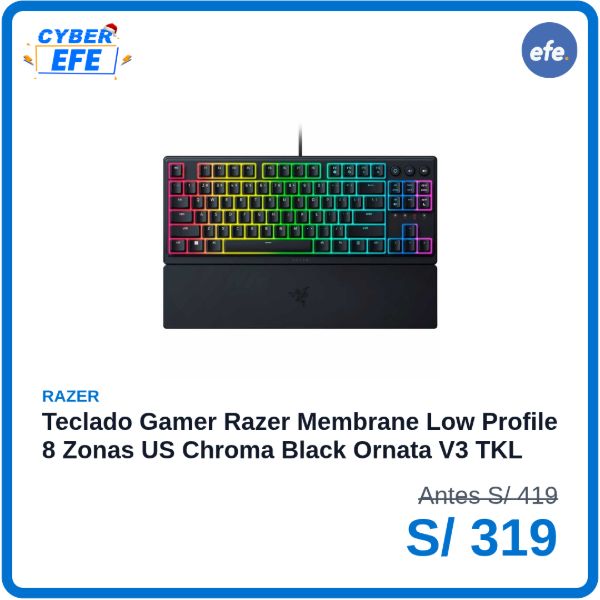 CYBER
EFE
efe.
RAZER
Teclado Gamer Razer Membrane Low Profile
8 Zonas US Chroma Black Ornata V3 TKL
Antes S/ 419
S/ 319